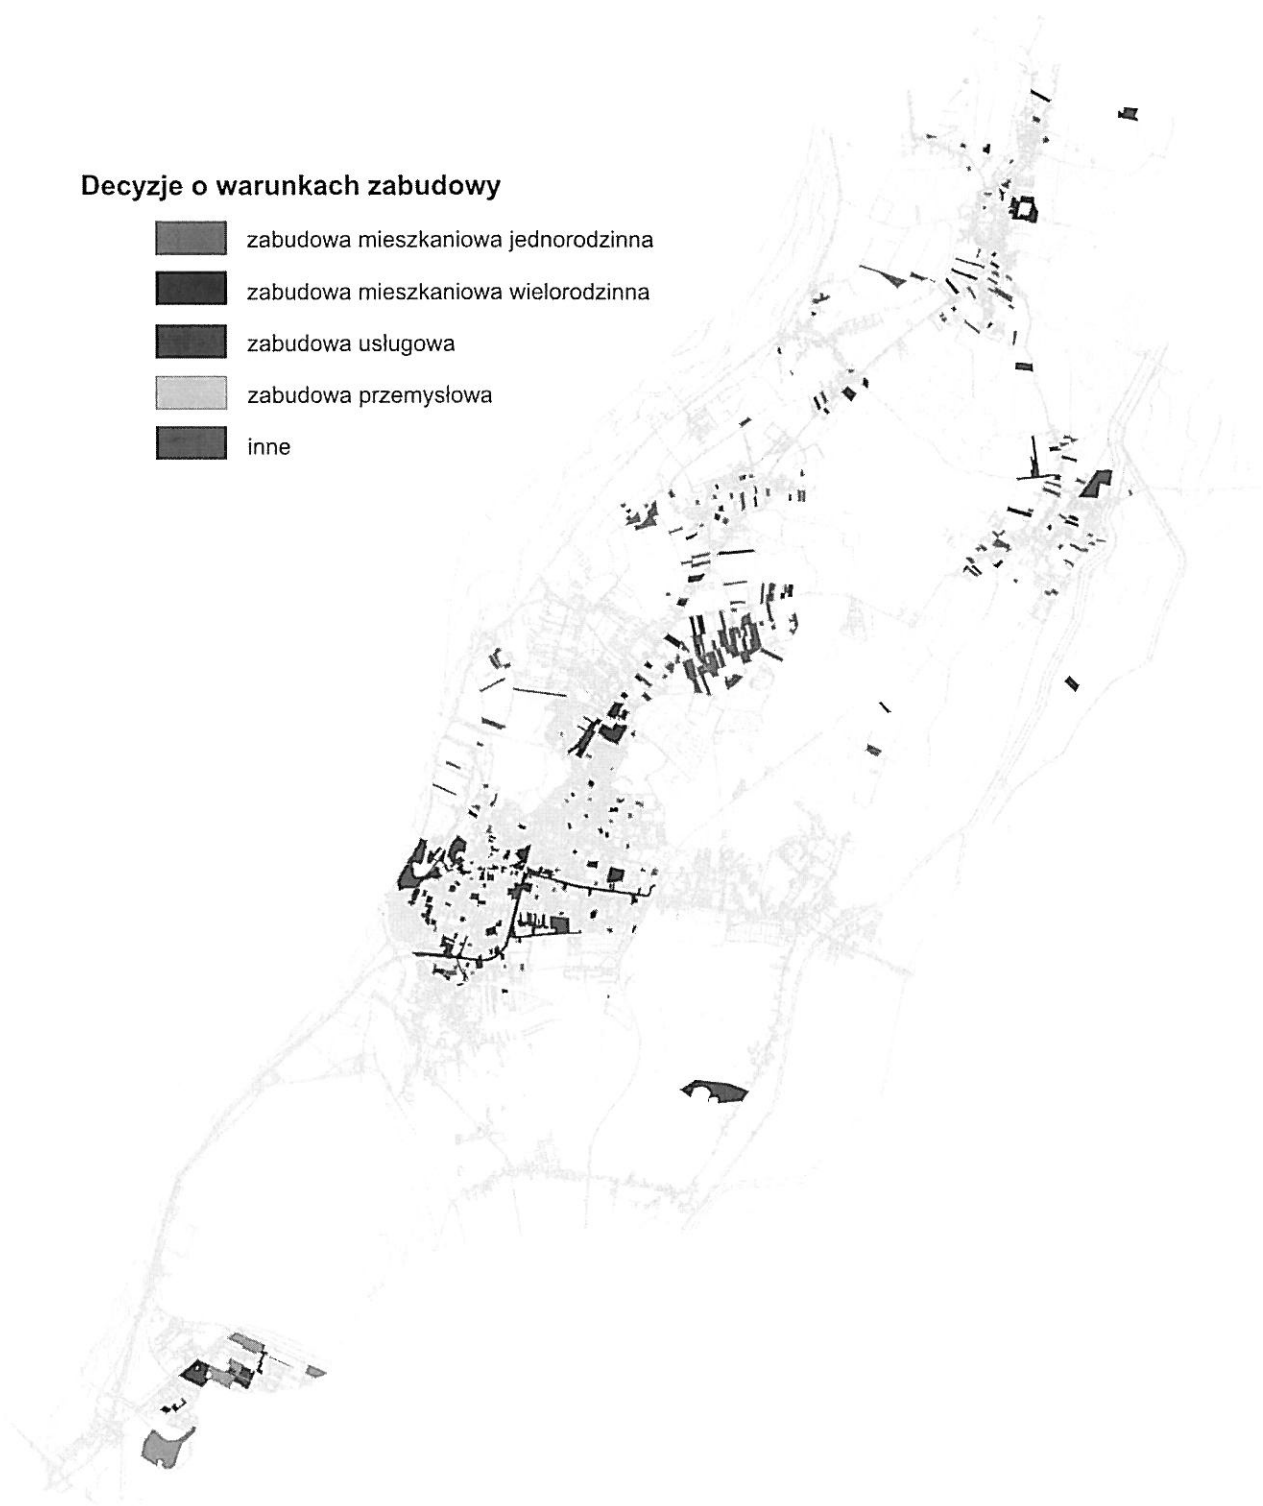 Decyzje o warunkach zabudowy
zabudowa mieszkaniowa jednorodzinna
zabudowa mieszkaniowa wielorodzinna
zabudowa usługowa
zabudowa przemysłowa
inne